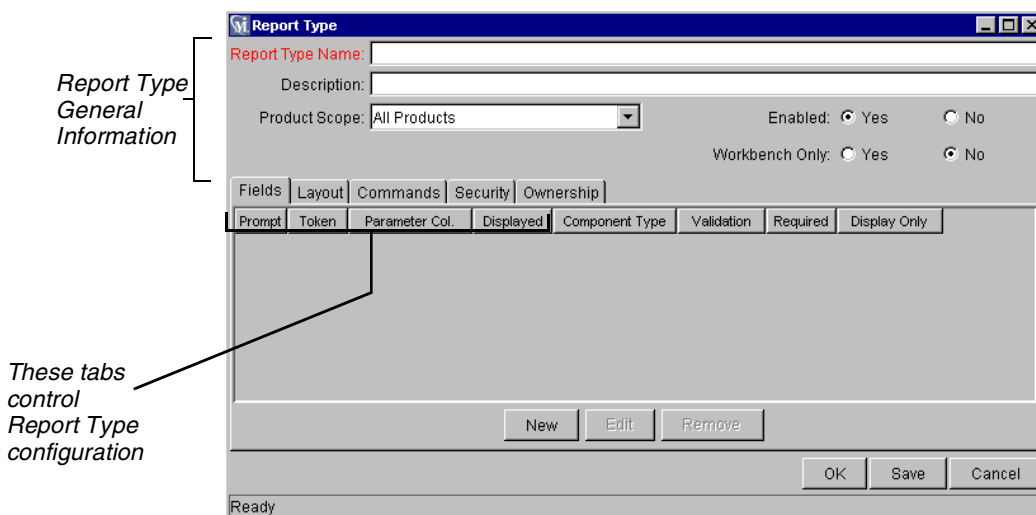 Report Type
Report Type Name:
Description:
Product Scope: All Products
Enabled: Yes No
Workbench Only: Yes No
Report Type
General
Information
Fields Layout Commands Security Ownership
Prompt Token Parameter Col. Displayed Component Type Validation Required Display Only
These tabs
control
Report Type
configuration
New Edit Remove
OK Save Cancel
Ready